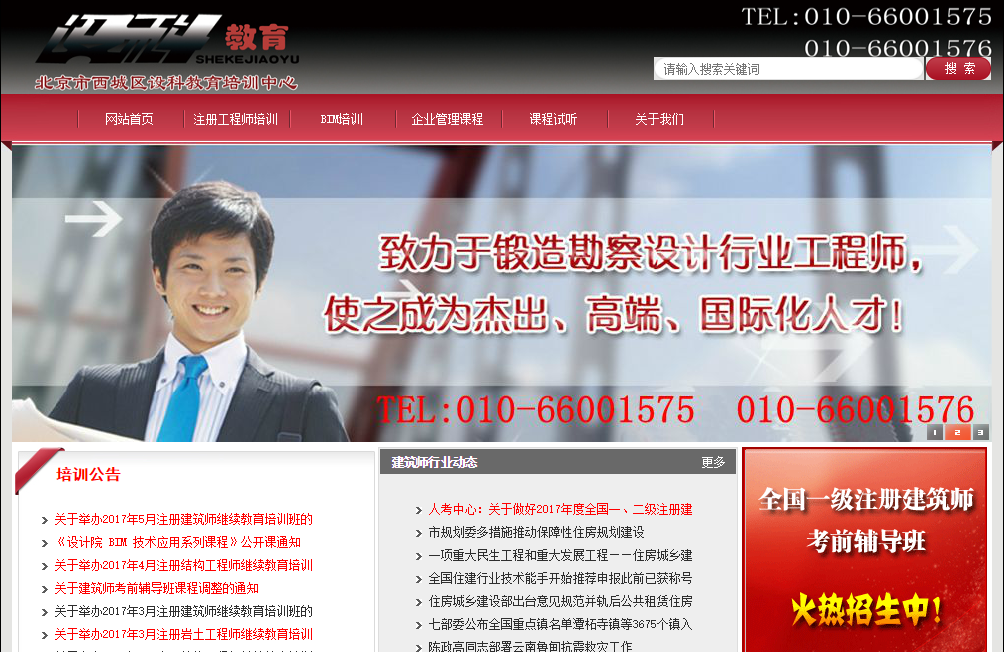 设科教育
SHEKEJIAOYU
北京市西城区设科教育培训中心
TEL:010-66001575
010-66001576
请输入搜索关键词
搜 索
网站首页
注册工程师培训
BIM培训
企业管理课程
课程试听
关于我们
致力于锻造勘察设计行业工程师，
使之成为杰出、高端、国际化人才！
TEL:010-66001575 010-66001576
1 2 3
培训公告
关于举办2017年5月注册建筑师继续教育培训班的
《设计院 BIM 技术应用系列课程》公开课通知
关于举办2017年4月注册结构工程师继续教育培训
关于建筑师考前辅导班课程调整的通知
关于举办2017年3月注册建筑师继续教育培训班的
关于举办2017年3月注册岩土工程师继续教育培训
建筑师行业动态
更多
人考中心：关于做好2017年度全国一、二级注册建
市规划委多措施推动保障性住房规划建设
一项重大民生工程和重大发展工程——住房城乡建
全国住建行业技术能手开始推荐申报此前已获称号
住房城乡建设部出台意见规范并轨后公共租赁住房
七部委公布全国重点镇名单潭柘寺镇等3675个镇入
陈政高同志部署云南鲁甸抗震救灾工作
全国一级注册建筑师
考前辅导班
火热招生中！